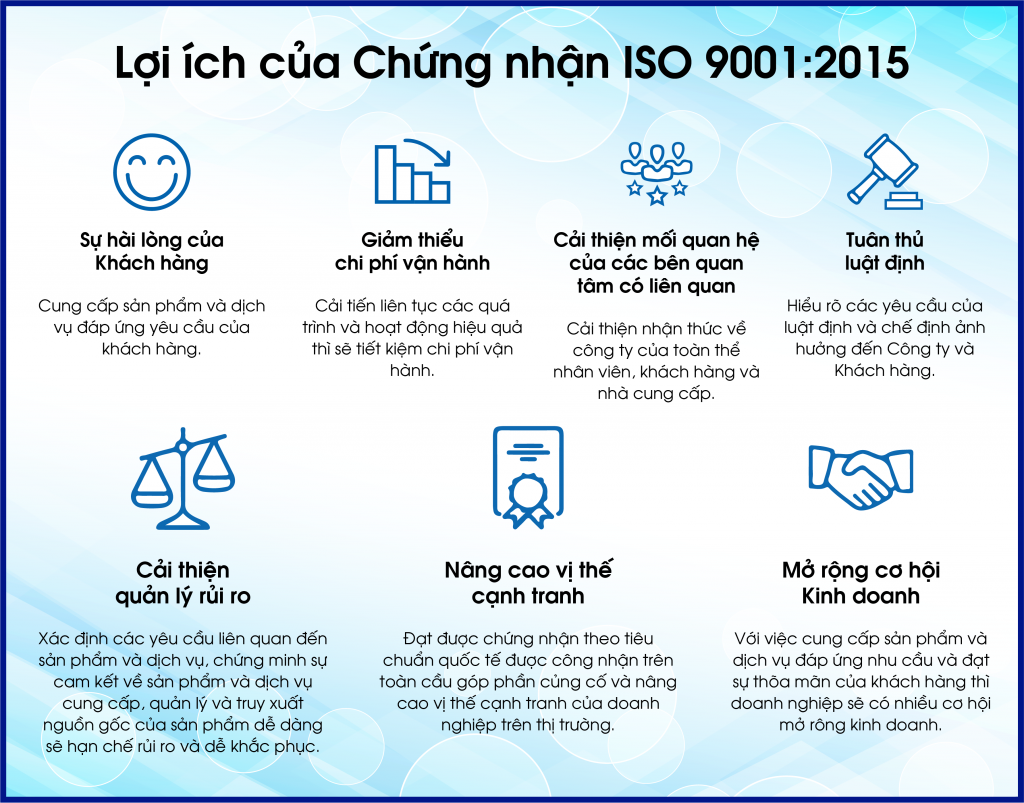 Lợi ích của Chứng nhận ISO 9001:2015
Sự hài lòng của
Khách hàng
Cung cấp sản phẩm và dịch
vụ đáp ứng yêu cầu của
khách hàng.
Giảm thiểu
chi phí vận hành
Cải tiến liên tục các quá
trình và hoạt động hiệu quả
thì sẽ tiết kiệm chi phí vận
hành.
Cải thiện mối quan hệ
của các bên quan
tâm có liên quan
Cải thiện nhận thức về
công ty của toàn thể
nhân viên, khách hàng và
nhà cung cấp.
Tuân thủ
luật định
Hiểu rõ các yêu cầu của
luật định và chế định ảnh
hưởng đến Công ty và
Khách hàng.
Cải thiện
quản lý rủi ro
Xác định các yêu cầu liên quan đến
sản phẩm và dịch vụ, chứng minh sự
cam kết về sản phẩm và dịch vụ
cung cấp, quản lý và truy xuất
nguồn gốc của sản phẩm dễ dàng
sẽ hạn chế rủi ro và dễ khắc phục.
Nâng cao vị thế
cạnh tranh
Đạt được chứng nhận theo tiêu
chuẩn quốc tế được công nhận trên
toàn cầu góp phần củng cố và nâng
cao vị thế cạnh tranh của doanh
nghiệp trên thị trường.
Mở rộng cơ hội
Kinh doanh
Với việc cung cấp sản phẩm và
dịch vụ đáp ứng nhu cầu và đạt
sự thõa mãn của khách hàng thì
doanh nghiệp sẽ có nhiều cơ hội
mở rông kinh doanh.